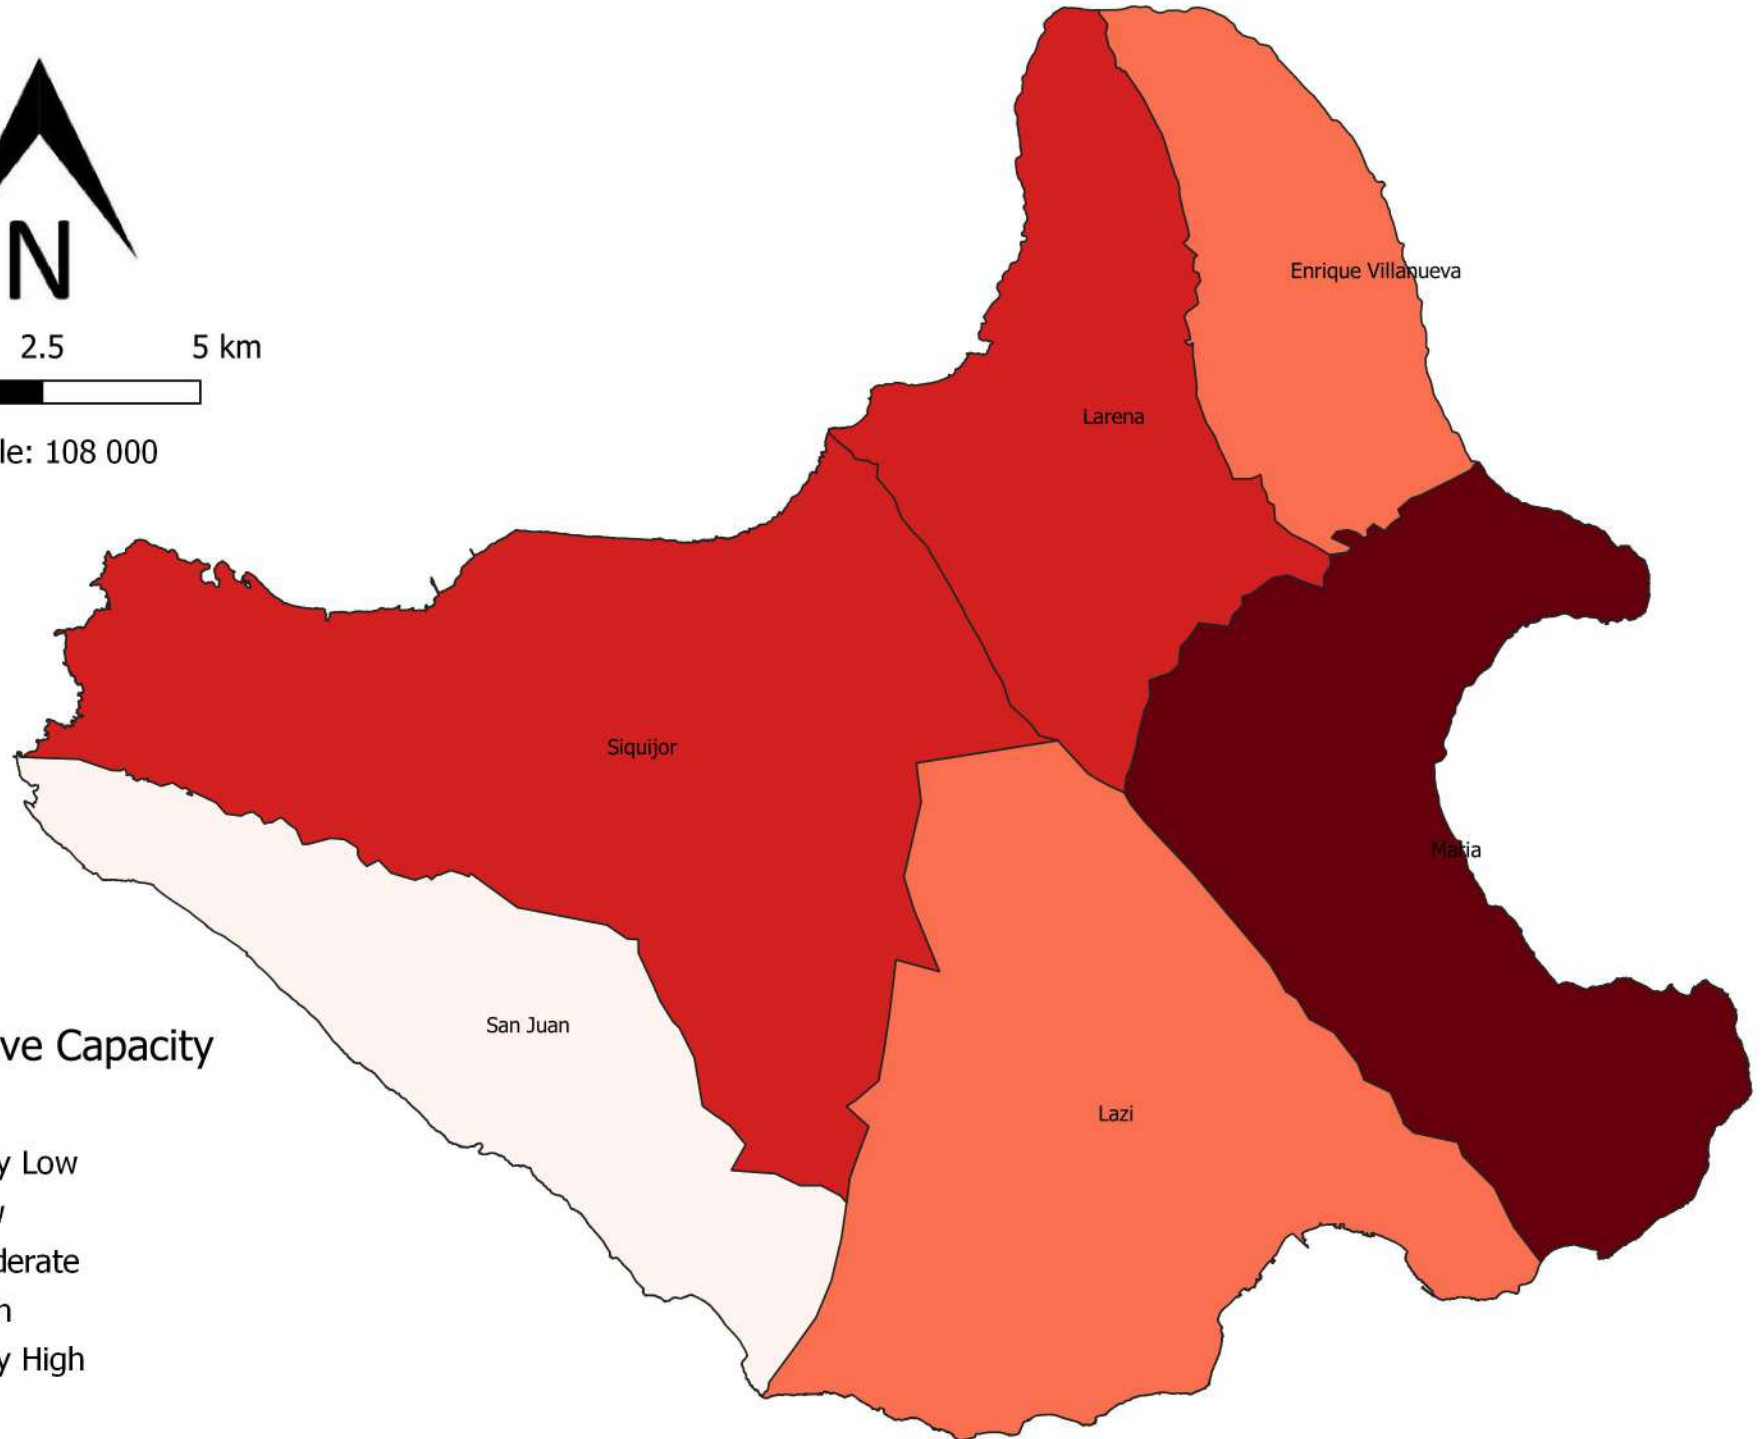 N
2.5 5 km
le: 108 000
Enrique Villanueva
Larena
Siquijor
Maria
San Juan
Lazi
ve Capacity
y Low
derate
y High